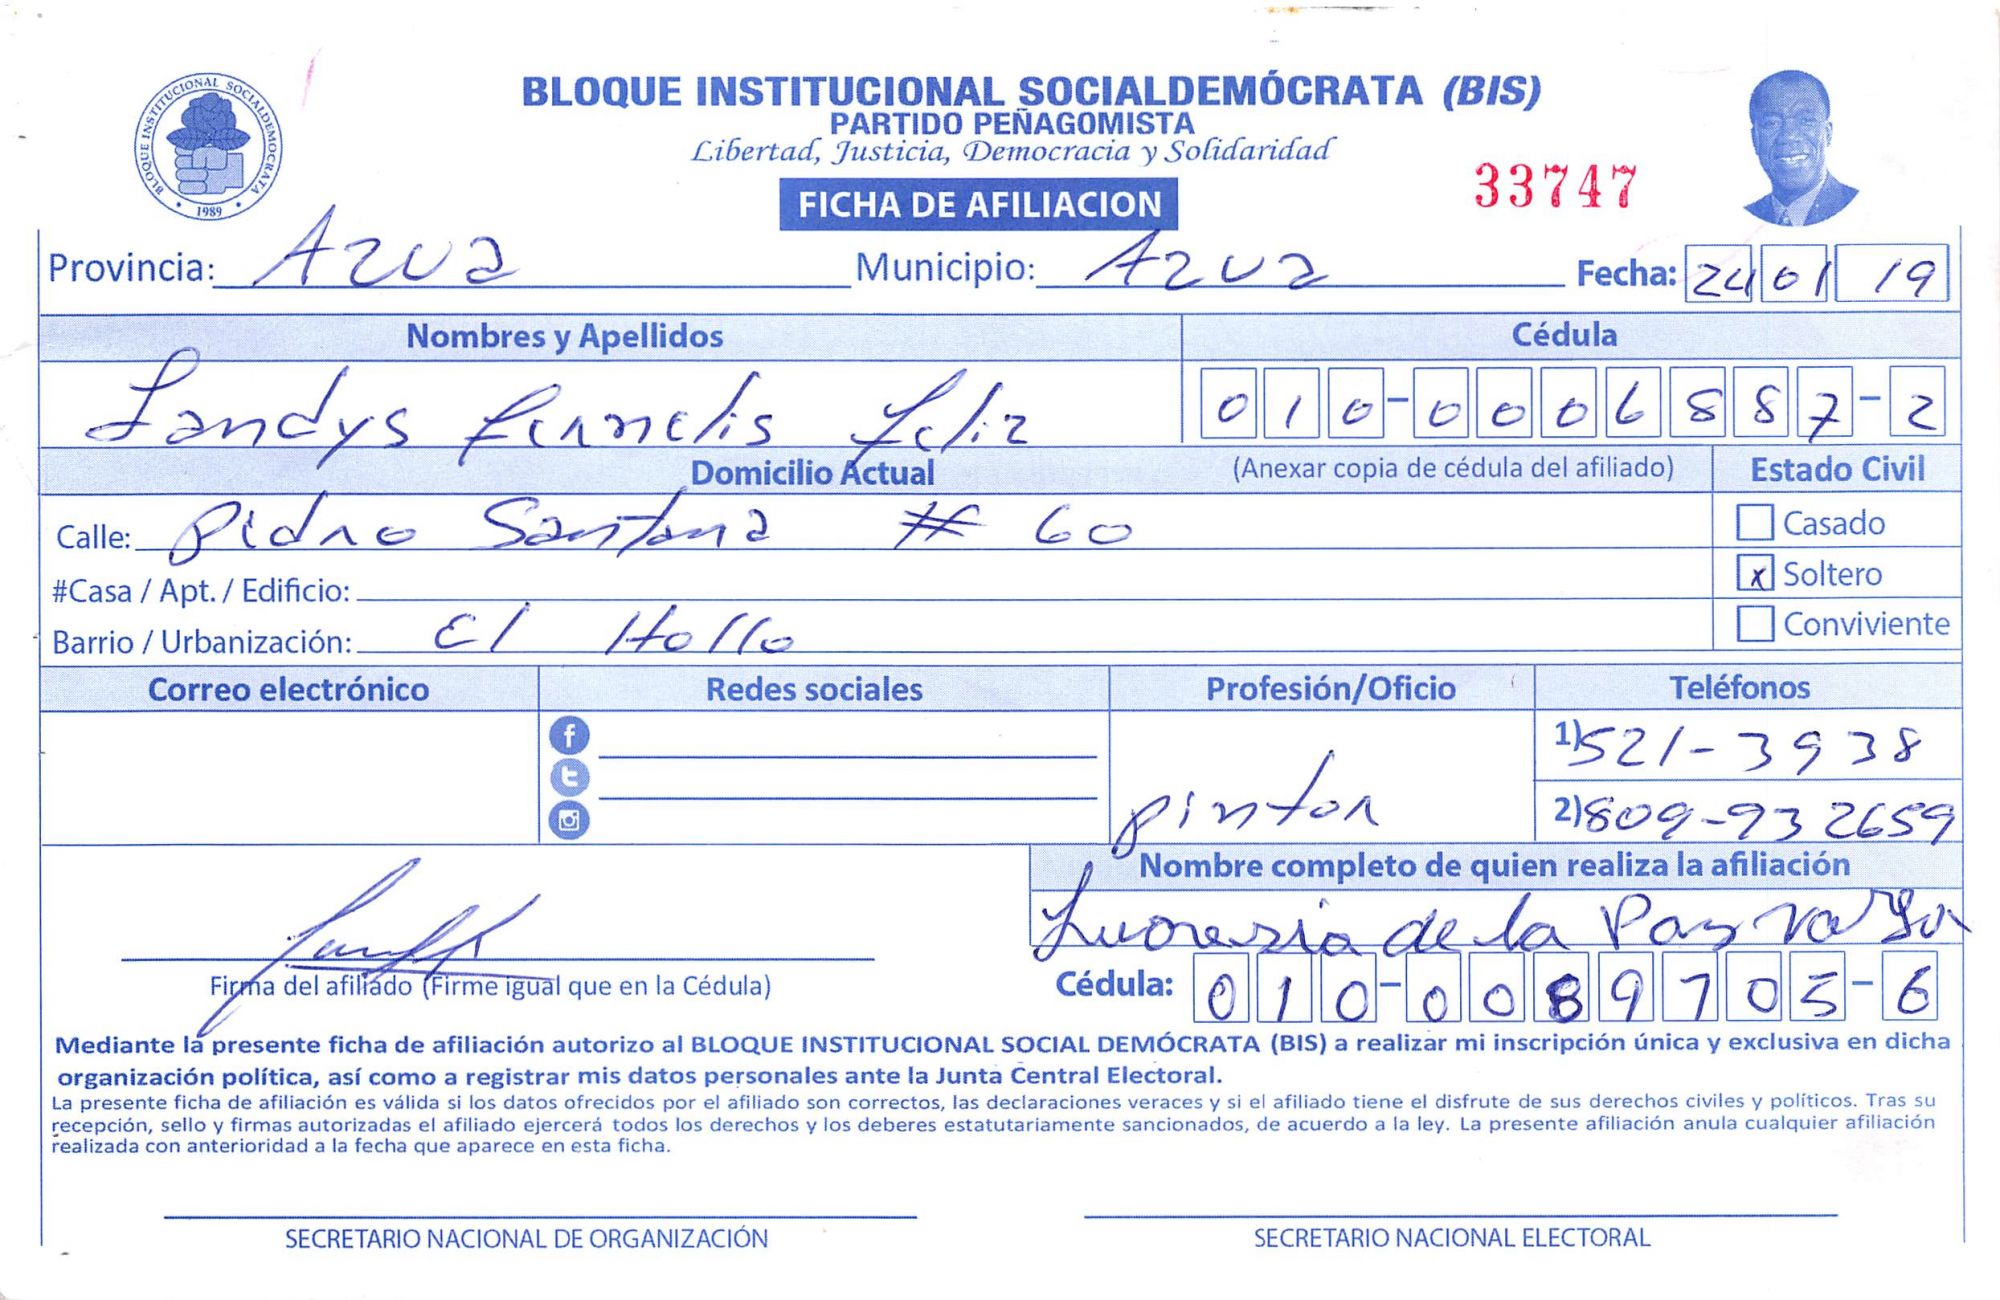 BLOQUE INSTITUCIONAL SOCIALDEMOCRATA
1989
BLOQUE INSTITUCIONAL SOCIALDEMÓCRATA (BIS)
PARTIDO PEÑAGOMISTA
Libertad, Justicia, Democracia y Solidaridad
33747
FICHA DE AFILIACION
Provincia: Azua Municipio: Azua Fecha: 24 01 19
Nombres y Apellidos Cédula
Landys Feliz 010-0006887-2
Domicilio Actual (Anexar copia de cédula del afiliado) Estado Civil
Calle: Pidro Santana # 60 Casado
#Casa / Apt. / Edificio: x Soltero
Barrio / Urbanización: El Hollo Conviviente
Correo electrónico Redes sociales Profesión/Oficio Teléfonos
1) 521-3938
pintor 2) 809-932659
Nombre completo de quien realiza la afiliación
de la Paz
Firma del afiliado (Firme igual que en la Cédula) Cédula: 010-0089705-6
Mediante la presente ficha de afiliación autorizo al BLOQUE INSTITUCIONAL SOCIAL DEMÓCRATA (BIS) a realizar mi inscripción única y exclusiva en dicha
organización política, así como a registrar mis datos personales ante la Junta Central Electoral.
La presente ficha de afiliación es válida si los datos ofrecidos por el afiliado son correctos, las declaraciones veraces y si el afiliado tiene el disfrute de sus derechos civiles y políticos. Tras su
recepción, sello y firmas autorizadas el afiliado ejercerá todos los derechos y los deberes estatutariamente sancionados, de acuerdo a la ley. La presente afiliación anula cualquier afiliación
realizada con anterioridad a la fecha que aparece en esta ficha.
SECRETARIO NACIONAL DE ORGANIZACIÓN SECRETARIO NACIONAL ELECTORAL